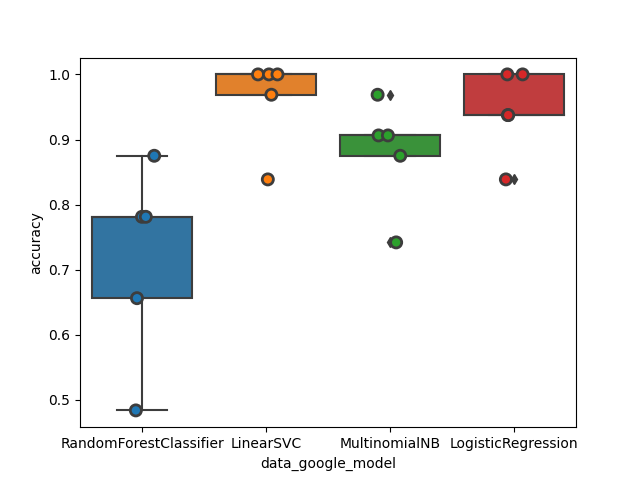 1.0
0.9
0.8
0.7
0.6
0.5
accuracy
RandomForestClassifier LinearSVC MultinomialNB LogisticRegression
data_google_model